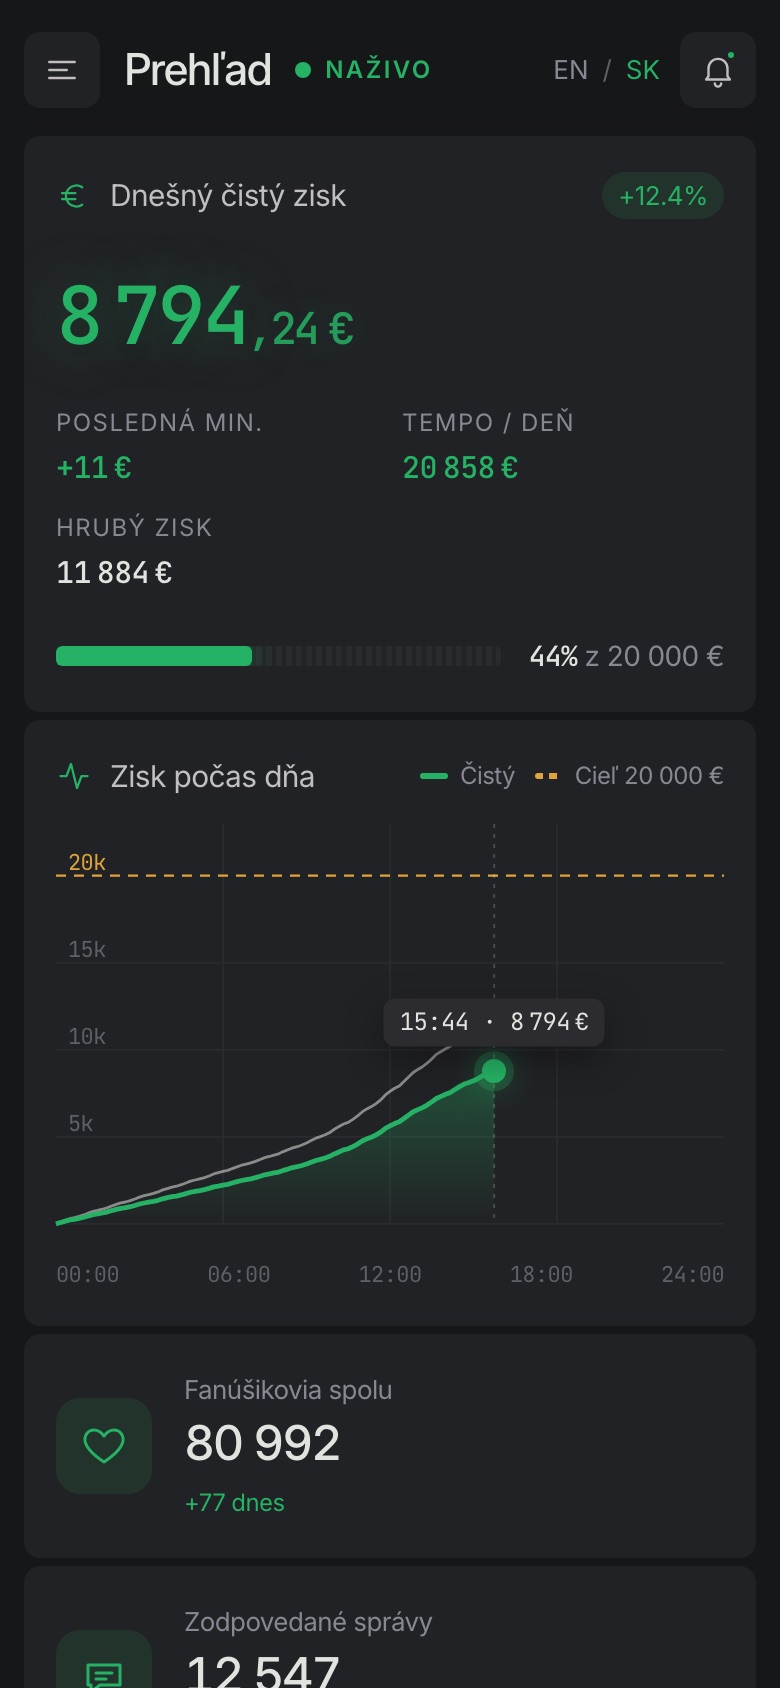 Prehľad
NAŽIVO
EN / SK
Dnešný čistý zisk
+12.4%
8 794,24 €
POSLEDNÁ MIN.
+11 €
TEMPO / DEŇ
20 858 €
HRUBÝ ZISK
11 884 €
44% z 20 000 €
Zisk počas dňa
Čistý
Cieľ 20 000 €
20k
15k
10k
5k
15:44 · 8 794 €
00:00 06:00 12:00 18:00 24:00
Fanúšikovia spolu
80 992
+77 dnes
Zodpovedané správy
12 547